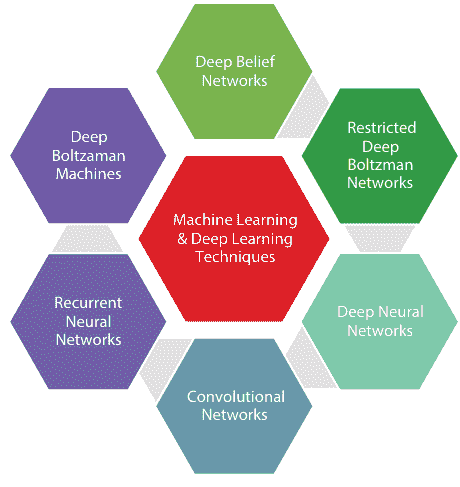 Deep Belief
Networks
Restricted
Deep
Boltzman
Networks
Deep
Boltzaman
Machines
Machine Learning
& Deep Learning
Techniques
Recurrent
Neural
Networks
Deep Neural
Networks
Convolutional
Networks